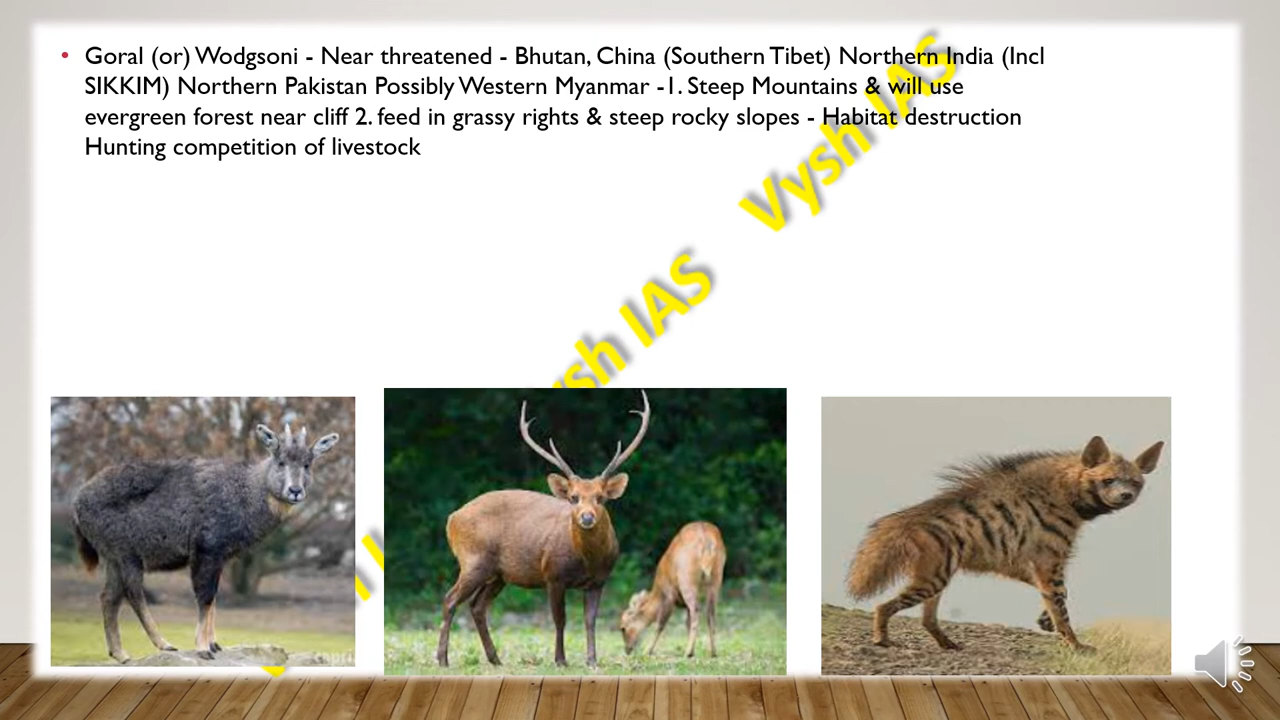 • Goral (or) Wodgsoni - Near threatened - Bhutan, China (Southern Tibet) Northern India (Incl
SIKKIM) Northern Pakistan Possibly Western Myanmar -1. Steep Mountains & will use
evergreen forest near cliff 2. feed in grassy rights & steep rocky slopes - Habitat destruction
Hunting competition of livestock
Vysh IAS
ysh IAS